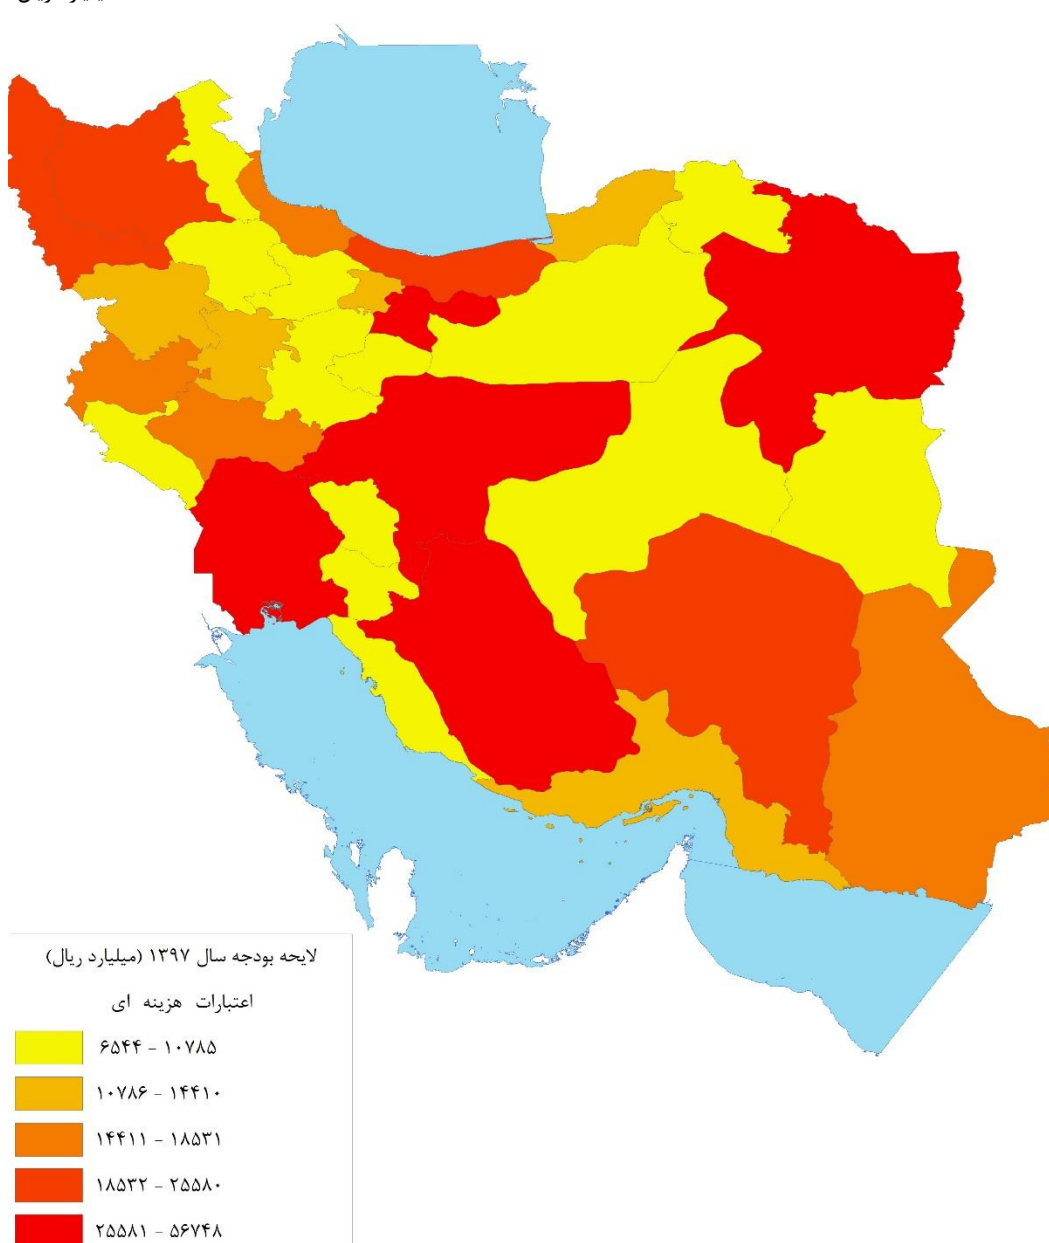 لایحه بودجه سال ۱۳۹۷ (میلیارد ریال)
اعتبارات هزینه ای
۶۵۴۴ - ۱۰۷۸۵
۱۰۷۸۶ - ۱۴۴۱۰
۱۴۴۱۱ - ۱۸۵۳۱
۱۸۵۳۲ - ۲۵۵۸۰
۲۵۵۸۱ - ۵۶۷۴۸